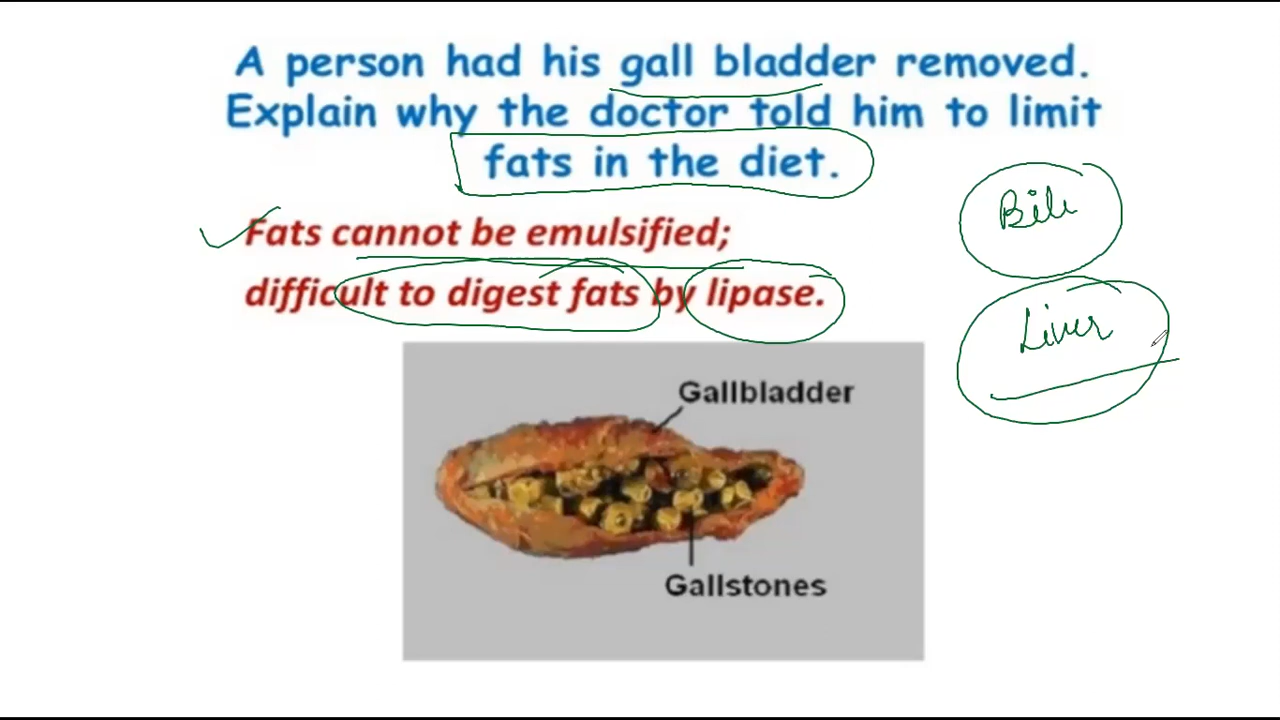 A person had his gall bladder removed.
Explain why the doctor told him to limit
fats in the diet.
Fats cannot be emulsified;
difficult to digest fats by lipase.
Bile
Liver
Gallbladder
Gallstones